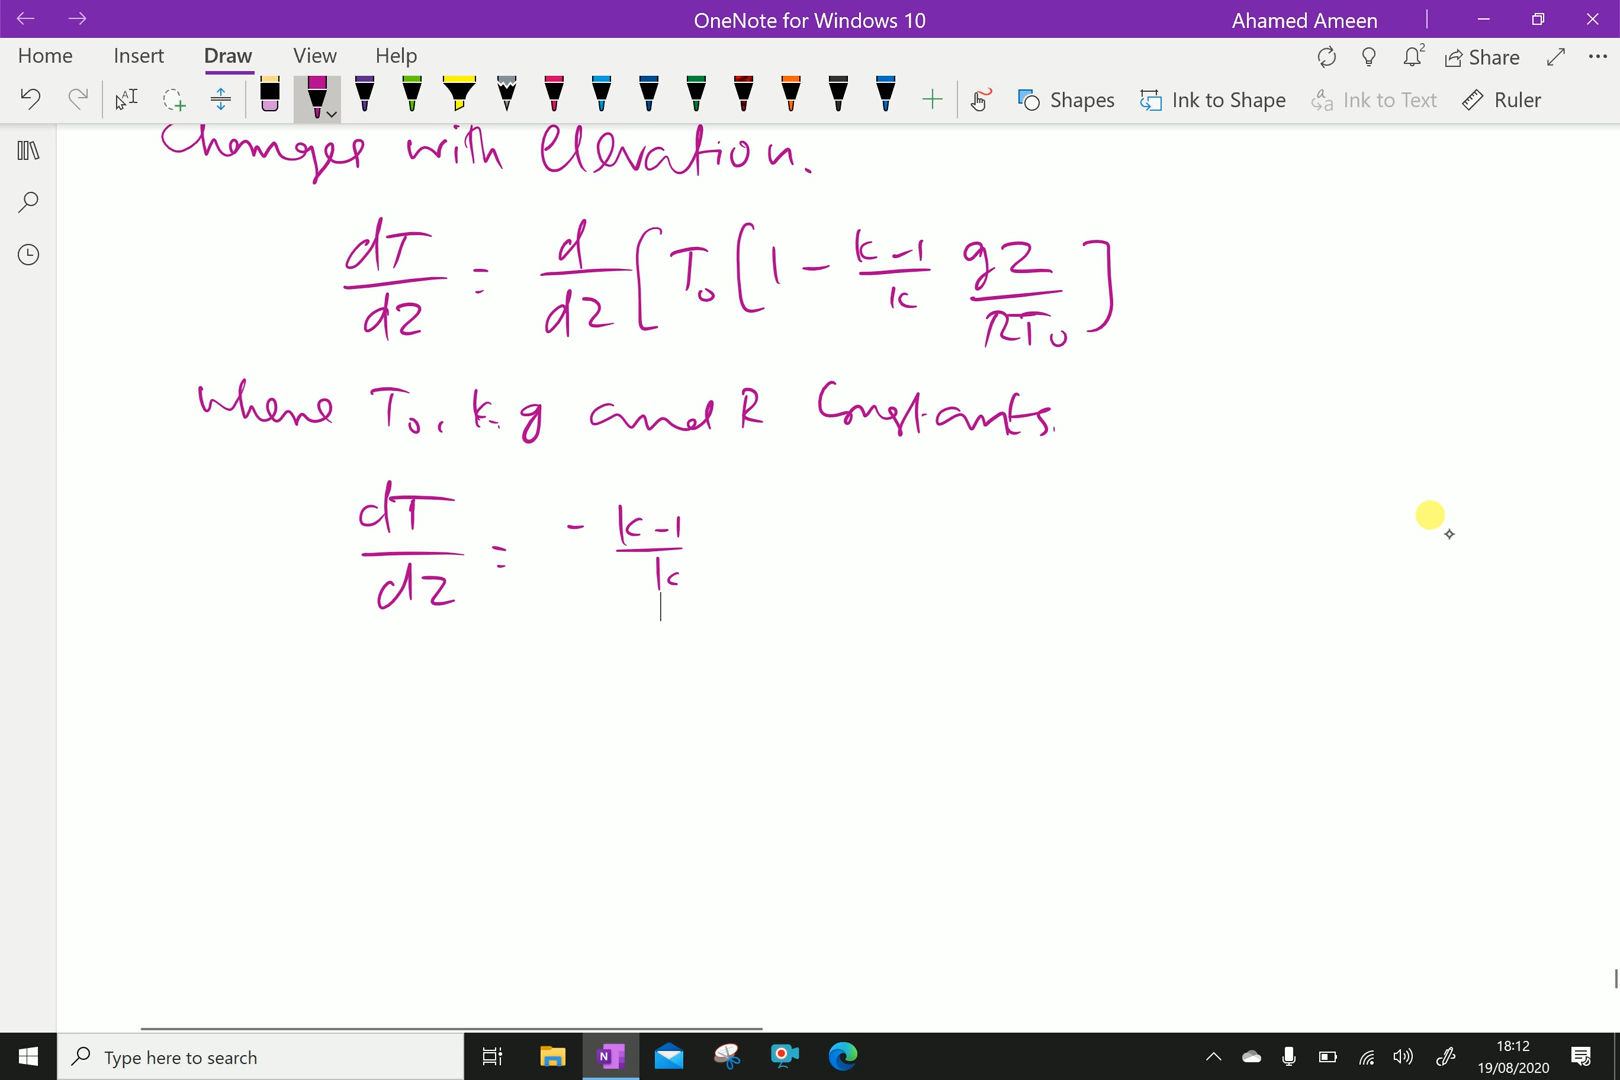 OneNote for Windows 10
Ahamed Ameen
Home Insert Draw View Help
2 Share
Shapes Ink to Shape Ink to Text Ruler
Changes with Elevation.
dT/dz = d/dz [T₀(1 - k-1/k gz/RT₀]
where T₀, k. g and R Constants.
dT/dz = - k-1/k
Type here to search
18:12
19/08/2020